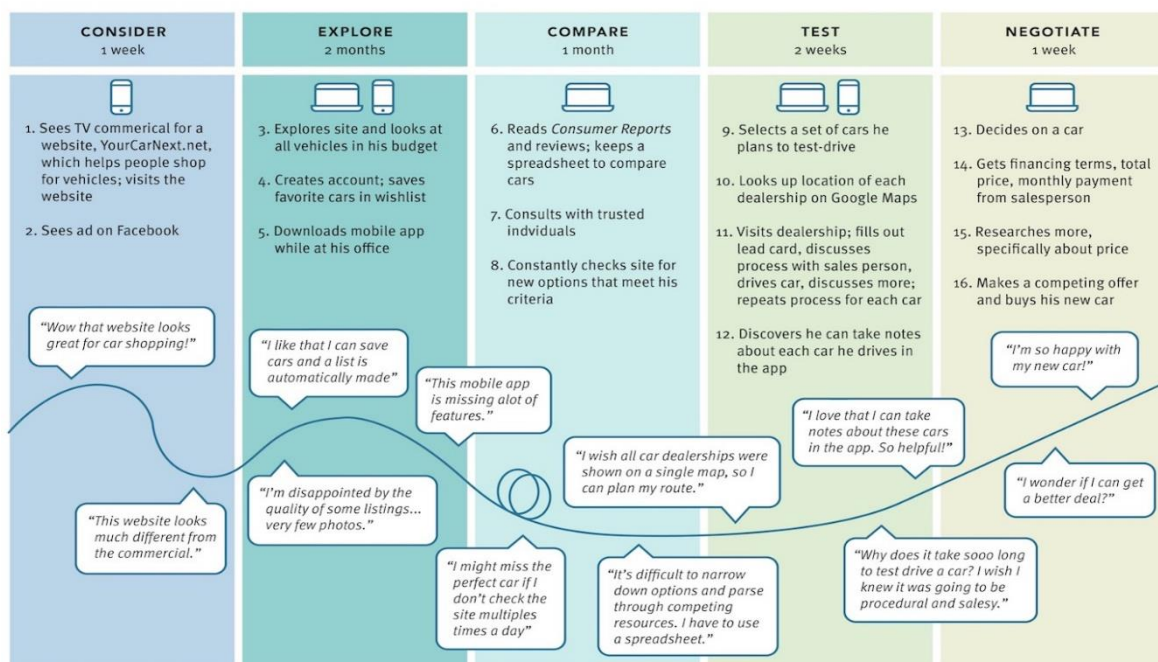 CONSIDER
1 week
EXPLORE
2 months
COMPARE
1 month
TEST
2 weeks
NEGOTIATE
1 week
1. Sees TV commerical for a
website, YourCarNext.net,
which helps people shop
for vehicles; visits the
website
2. Sees ad on Facebook
3. Explores site and looks at
all vehicles in his budget
4. Creates account; saves
favorite cars in wishlist
5. Downloads mobile app
while at his office
6. Reads Consumer Reports
and reviews; keeps a
spreadsheet to compare
cars
7. Consults with trusted
indviduals
8. Constantly checks site for
new options that meet his
criteria
9. Selects a set of cars he
plans to test-drive
10. Looks up location of each
dealership on Google Maps
11. Visits dealership; fills out
lead card, discusses
process with sales person,
drives car, discusses more;
repeats process for each car
12. Discovers he can take notes
about each car he drives in
the app
13. Decides on a car
14. Gets financing terms, total
price, monthly payment
from salesperson
15. Researches more,
specifically about price
16. Makes a competing offer
and buys his new car
“Wow that website looks
great for car shopping!”
“This website looks
much different from
the commercial.”
“I like that I can save
cars and a list is
automatically made”
“I’m disappointed by the
quality of some listings...
very few photos.”
“This mobile app
is missing alot of
features.”
“I might miss the
perfect car if I
don’t check the
site multiples
times a day”
“I wish all car dealerships were
shown on a single map, so I
can plan my route.”
“It’s difficult to narrow
down options and parse
through competing
resources. I have to use
a spreadsheet.”
“I love that I can take
notes about these cars
in the app. So helpful!”
“Why does it take sooo long
to test drive a car? I wish I
knew it was going to be
procedural and salesy.”
“I’m so happy with
my new car!”
“I wonder if I can get
a better deal?”